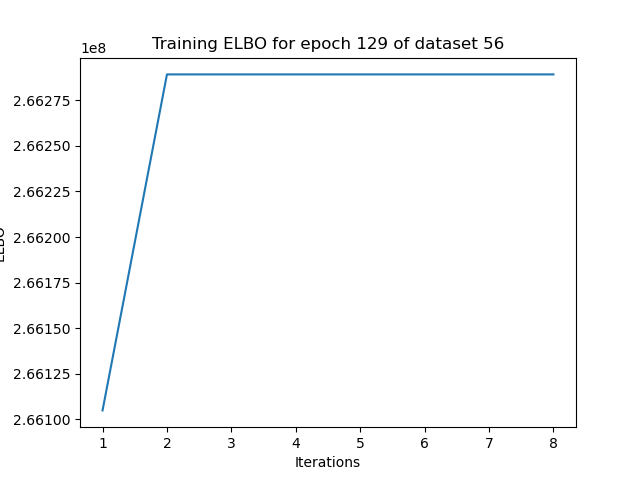 1e8
Training ELBO for epoch 129 of dataset 56
2.66275
2.66250
2.66225
2.66200
2.66175
2.66150
2.66125
2.66100
ELBO
1 2 3 4 5 6 7 8
Iterations